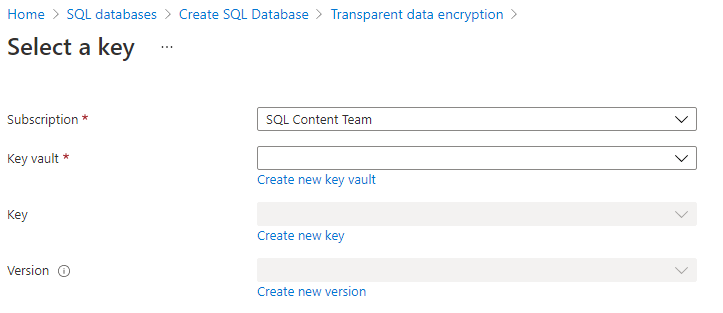 Home > SQL databases > Create SQL Database > Transparent data encryption >
Select a key ...
Subscription *
SQL Content Team
Key vault *
Create new key vault
Key
Create new key
Version
Create new version